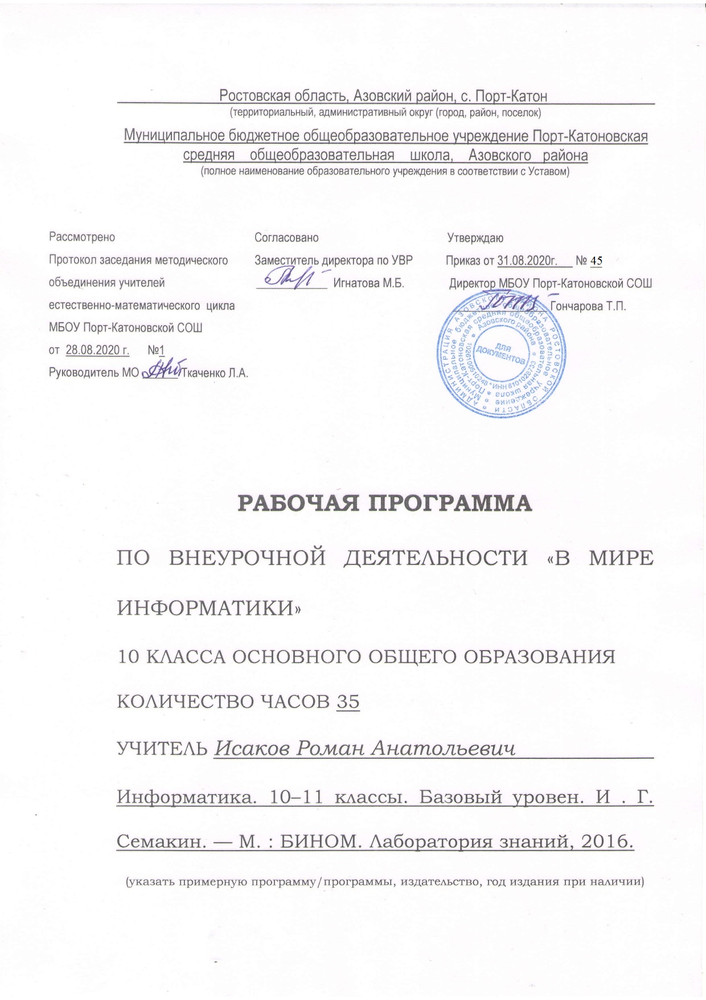 Ростовская область, Азовский район, с. Порт-Катон
(территориальный, административный округ (город, район, поселок)
Муниципальное бюджетное общеобразовательное учреждение Порт-Катоновская
средняя общеобразовательная школа, Азовского района
(полное наименование образовательного учреждения в соответствии с Уставом)
Рассмотрено
Протокол заседания методического
объединения учителей
естественно-математического цикла
МБОУ Порт-Катоновской СОШ
от 28.08.2020 г. №1
Руководитель МО Ткаченко Л.А.
Согласовано
Заместитель директора по УВР
Игнатова М.Б.
Утверждаю
Приказ от 31.08.2020г. № 45
Директор МБОУ Порт-Катоновской СОШ
Гончарова Т.П.
АДМИНИСТРАЦИЯ АЗОВСКОГО РАЙОНА РОСТОВСКОЙ ОБЛАСТИ
Муниципальное бюджетное общеобразовательное учреждение
Порт-Катоновская средняя общеобразовательная школа
Азовского района
ИНН 6101028733
ДЛЯ
ДОКУМЕНТОВ
РАБОЧАЯ ПРОГРАММА
ПО ВНЕУРОЧНОЙ ДЕЯТЕЛЬНОСТИ «В МИРЕ
ИНФОРМАТИКИ»
10 КЛАССА ОСНОВНОГО ОБЩЕГО ОБРАЗОВАНИЯ
КОЛИЧЕСТВО ЧАСОВ 35
УЧИТЕЛЬ Исаков Роман Анатольевич
Информатика. 10–11 классы. Базовый уровен. И . Г.
Семакин. — М. : БИНОМ. Лаборатория знаний, 2016.
(указать примерную программу/программы, издательство, год издания при наличии)